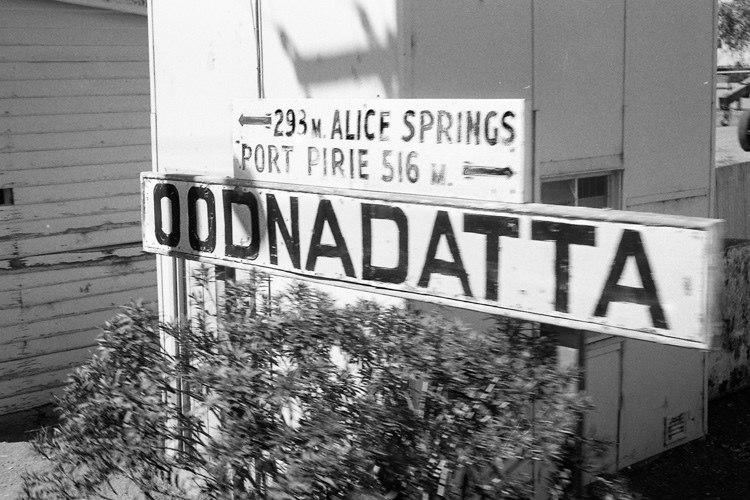 ← 293 M. ALICE SPRINGS
PORT PIRIE 516 M. →
OODNADATTA